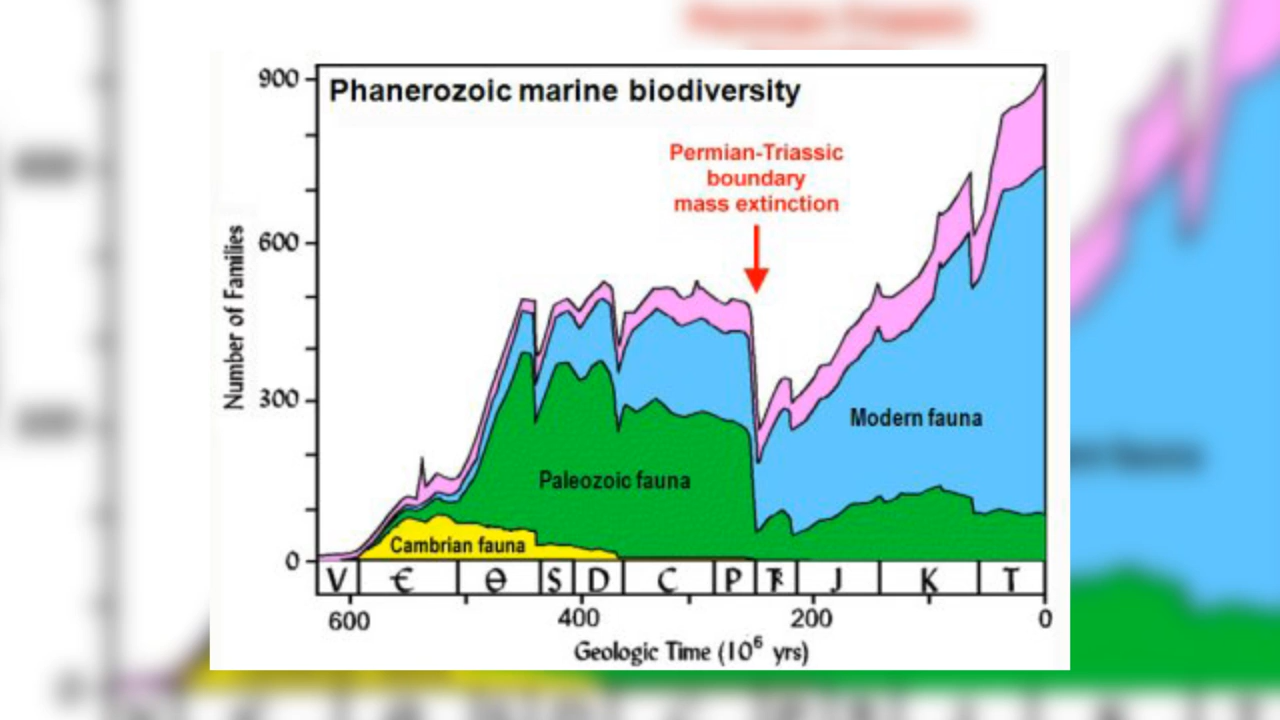 Phanerozoic marine biodiversity
Permian-Triassic
boundary
mass extinction
900
600
300
0
Number of Families
Modern fauna
Paleozoic fauna
Cambrian fauna
V Є Ө S D C P Ћ J K T
600 400 200 0
Geologic Time (10⁶ yrs)